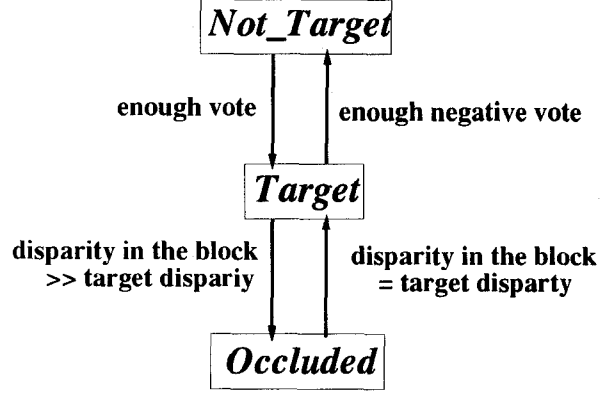 Not_Target
enough vote
enough negative vote
Target
disparity in the block
>> target dispariy
disparity in the block
= target disparty
Occluded